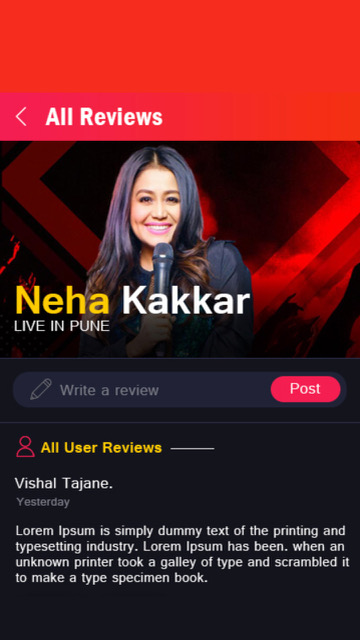 All Reviews
Neha Kakkar
LIVE IN PUNE
Write a review
Post
All User Reviews
Vishal Tajane.
Yesterday
Lorem Ipsum is simply dummy text of the printing and
typesetting industry. Lorem Ipsum has been. when an
unknown printer took a galley of type and scrambled it
to make a type specimen book.